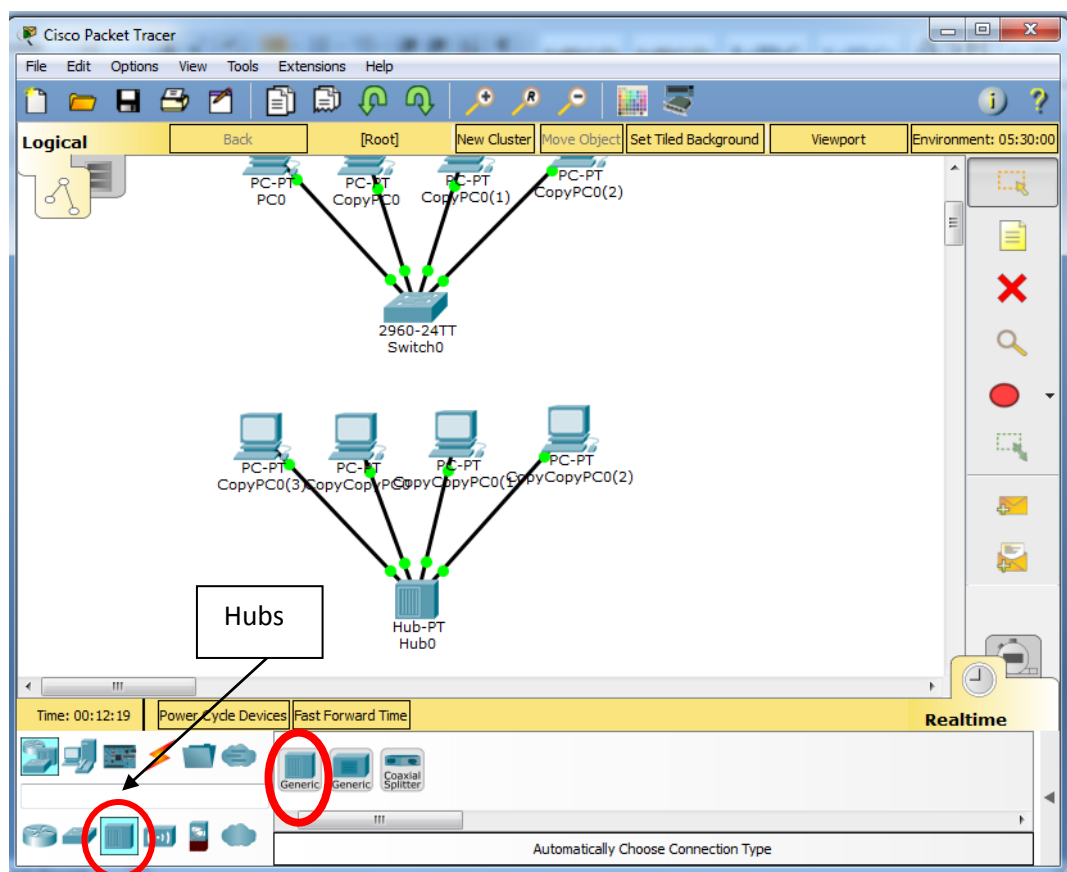 Cisco Packet Tracer
File Edit Options View Tools Extensions Help
Logical Back [Root] New Cluster Move Object Set Tiled Background Viewport Environment: 05:30:00
PC-PT PC-PT PC-PT PC-PT
PC0 CopyPC0 CopyPC0(1) CopyPC0(2)
2960-24TT
Switch0
PC-PT PC-PT PC-PT PC-PT
CopyPC0(3) CopyCopyPC0 CopyCopyPC0(1) CopyCopyPC0(2)
Hubs
Hub-PT
Hub0
Time: 00:12:19 Power Cycle Devices Fast Forward Time
Realtime
Generic Generic Coaxial
Splitter
Automatically Choose Connection Type